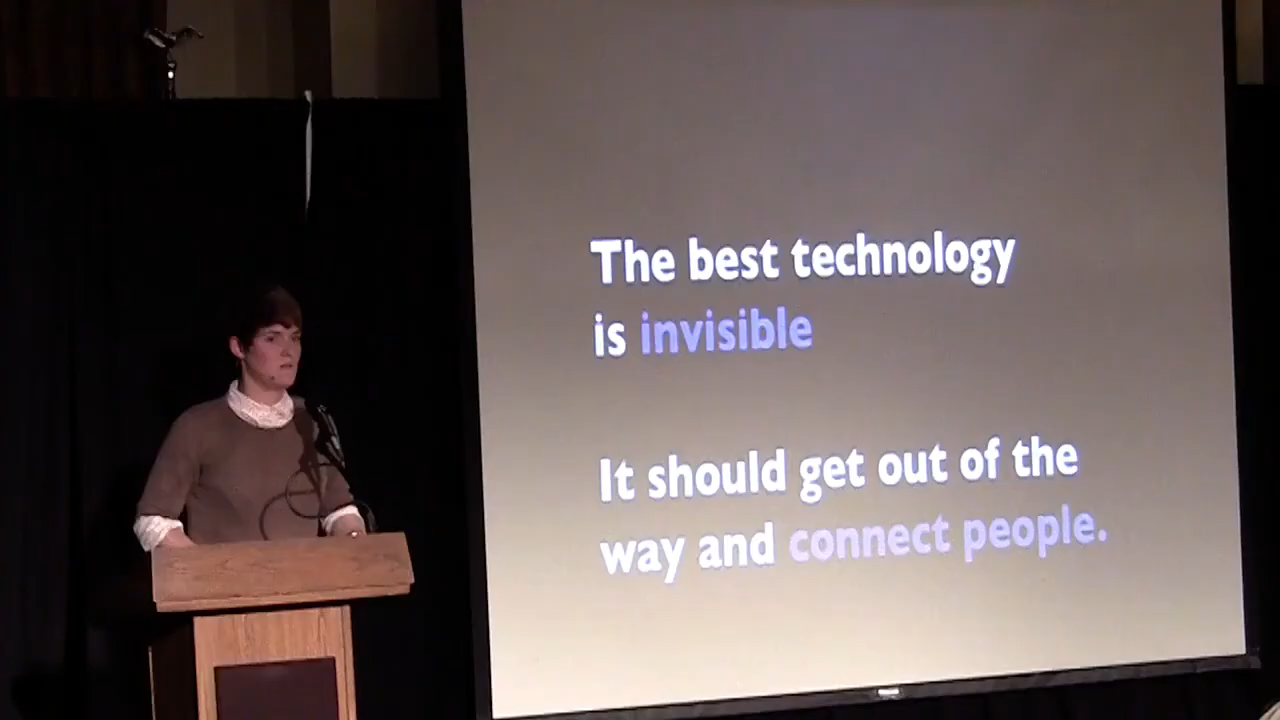 The best technology
is invisible
It should get out of the
way and connect people.